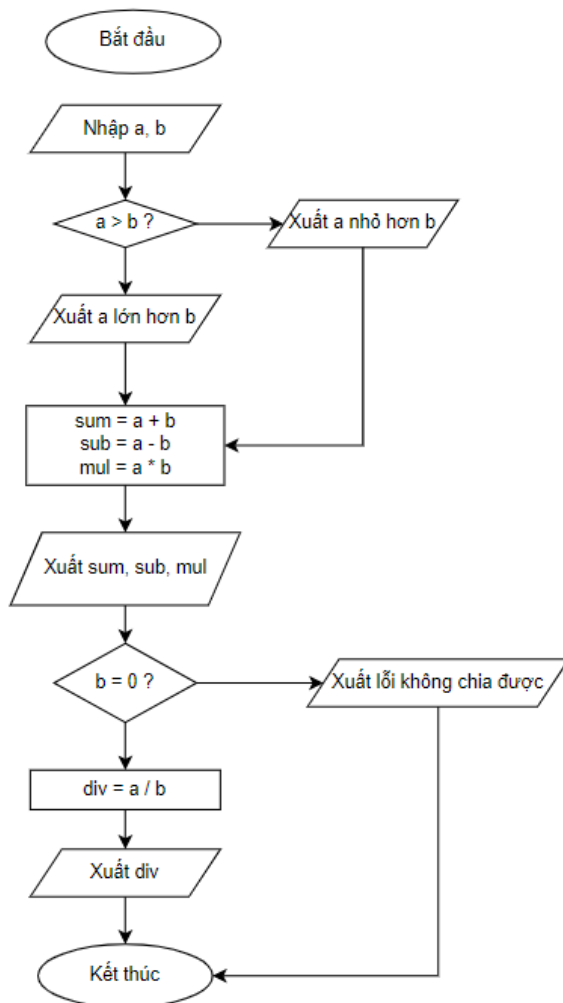 Bắt đầu
Nhập a, b
a > b ?
Xuất a nhỏ hơn b
Xuất a lớn hơn b
sum = a + b
sub = a - b
mul = a * b
Xuất sum, sub, mul
b = 0 ?
Xuất lỗi không chia được
div = a / b
Xuất div
Kết thúc